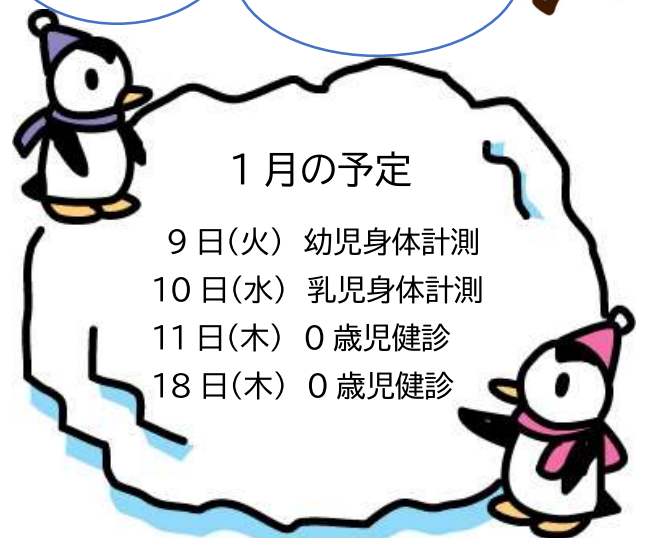 1月の予定
9日(火) 幼児身体計測
10日(水) 乳児身体計測
11日(木) 0歳児健診
18日(木) 0歳児健診